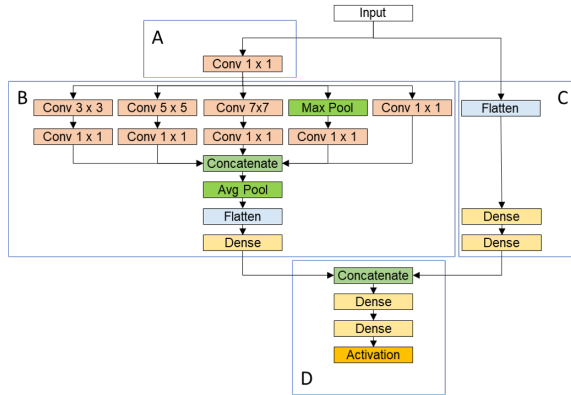 Input
A
Conv 1 x 1
B
C
Conv 3 x 3 Conv 5 x 5 Conv 7x7 Max Pool Conv 1 x 1 Flatten
Conv 1 x 1 Conv 1 x 1 Conv 1 x 1 Conv 1 x 1
Concatenate
Avg Pool
Flatten Dense
Dense Dense
Concatenate
Dense
Dense
Activation
D